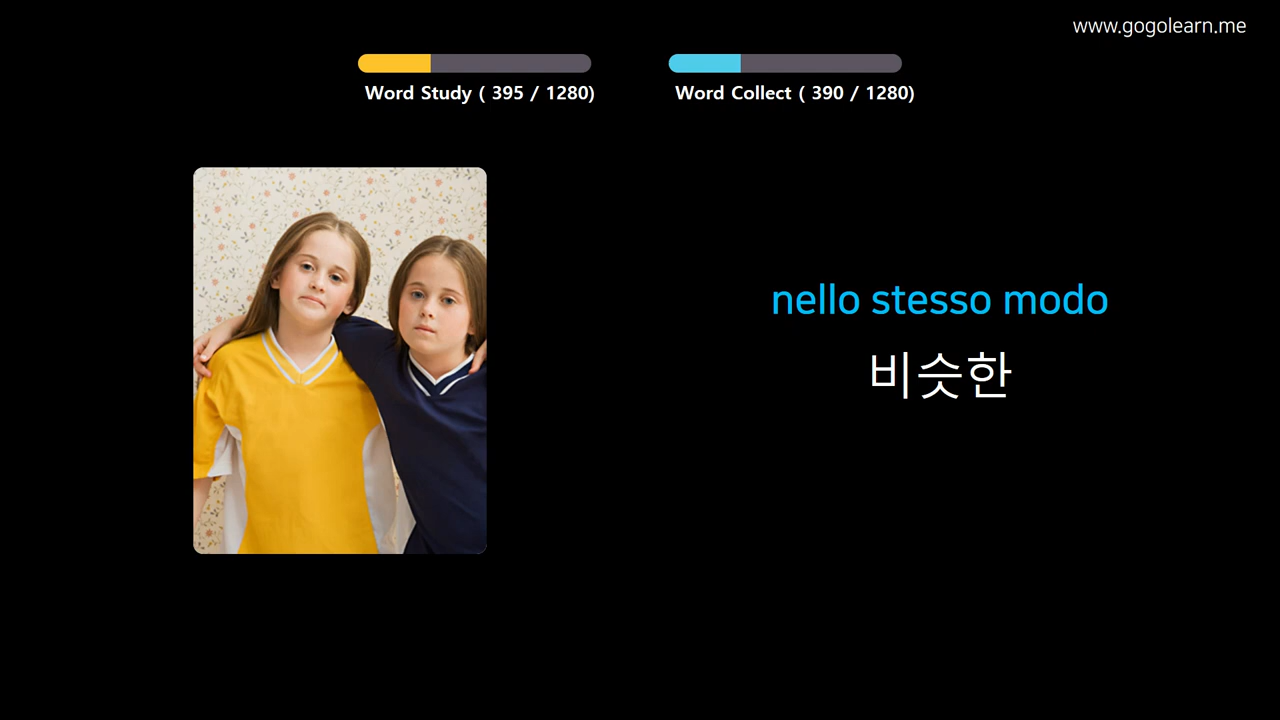 www.gogolearn.me
Word Study ( 395 / 1280)
Word Collect ( 390 / 1280)
nello stesso modo
비슷한